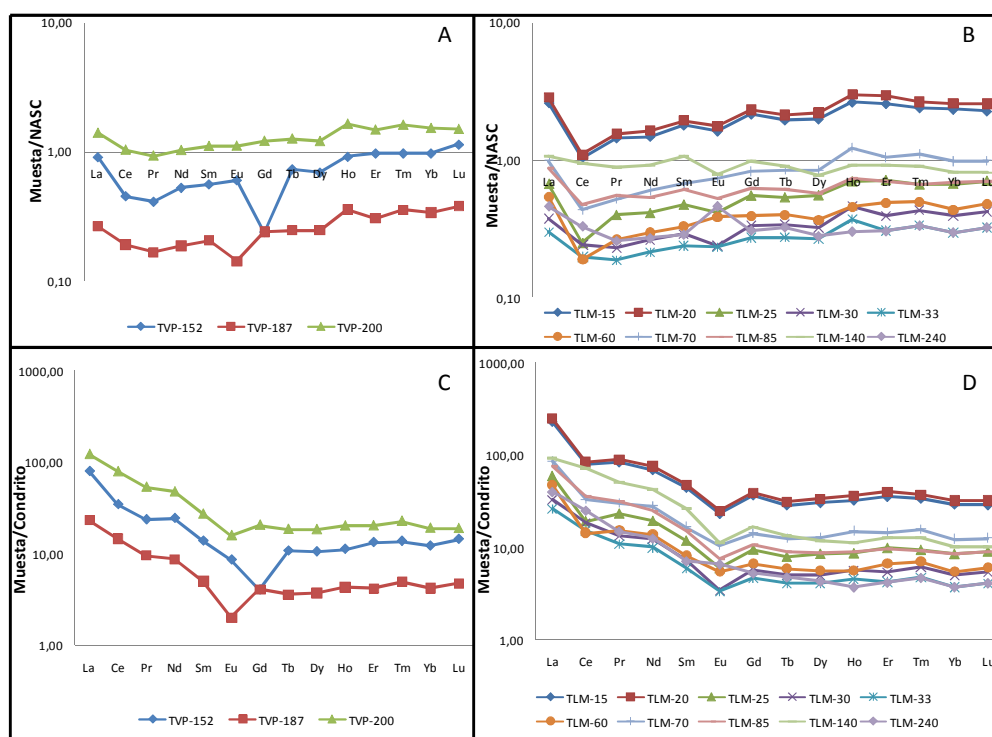 A
10,00
1,00
0,10
Muesta/NASC
La Ce Pr Nd Sm Eu Gd Tb Dy Ho Er Tm Yb Lu
TVP-152 TVP-187 TVP-200
B
10,00
1,00
0,10
Muesta/NASC
La Ce Pr Nd Sm Eu Gd Tb Dy Ho Er Tm Yb Lu
TLM-15 TLM-20 TLM-25 TLM-30 TLM-33
TLM-60 TLM-70 TLM-85 TLM-140 TLM-240
C
1000,00
100,00
10,00
1,00
Muesta/Condrito
La Ce Pr Nd Sm Eu Gd Tb Dy Ho Er Tm Yb Lu
TVP-152 TVP-187 TVP-200
D
1000,00
100,00
10,00
1,00
Muesta/Condrito
La Ce Pr Nd Sm Eu Gd Tb Dy Ho Er Tm Yb Lu
TLM-15 TLM-20 TLM-25 TLM-30 TLM-33
TLM-60 TLM-70 TLM-85 TLM-140 TLM-240